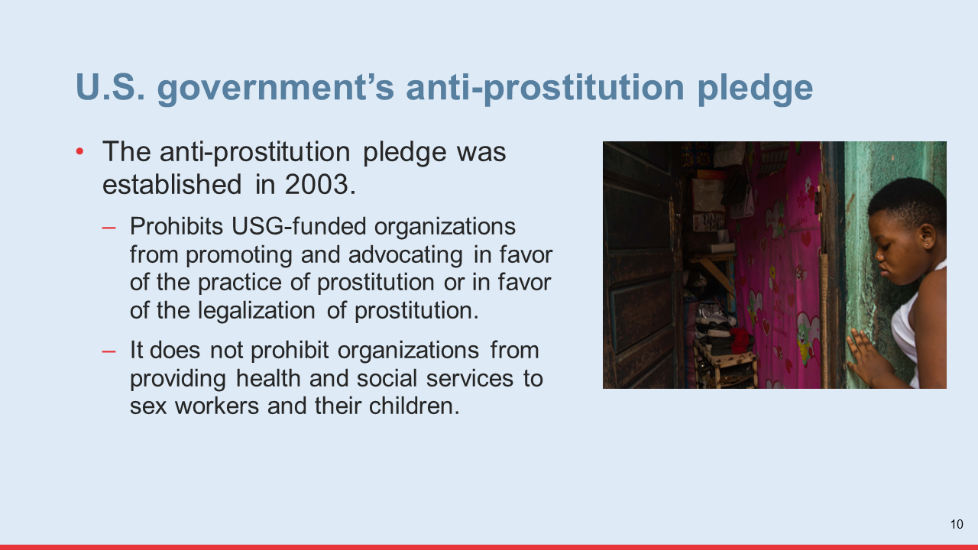 U.S. government’s anti-prostitution pledge
• The anti-prostitution pledge was
established in 2003.
– Prohibits USG-funded organizations
from promoting and advocating in favor
of the practice of prostitution or in favor
of the legalization of prostitution.
– It does not prohibit organizations from
providing health and social services to
sex workers and their children.
10